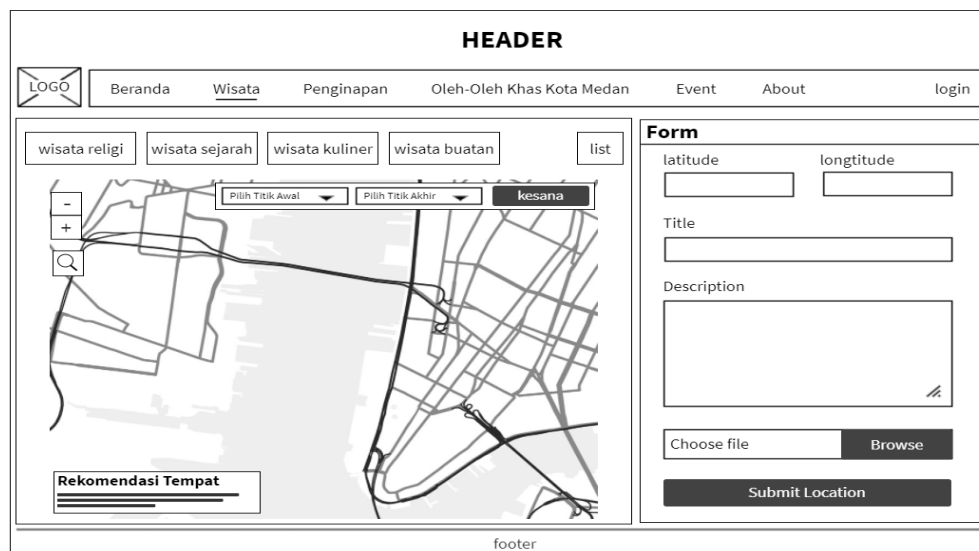 HEADER
LOGO
Beranda Wisata Penginapan Oleh-Oleh Khas Kota Medan Event About login
wisata religi wisata sejarah wisata kuliner wisata buatan list
Pilih Titik Awal Pilih Titik Akhir kesana
-
+
Rekomendasi Tempat
Form
latitude longtitude
Title
Description
Choose file Browse
Submit Location
footer